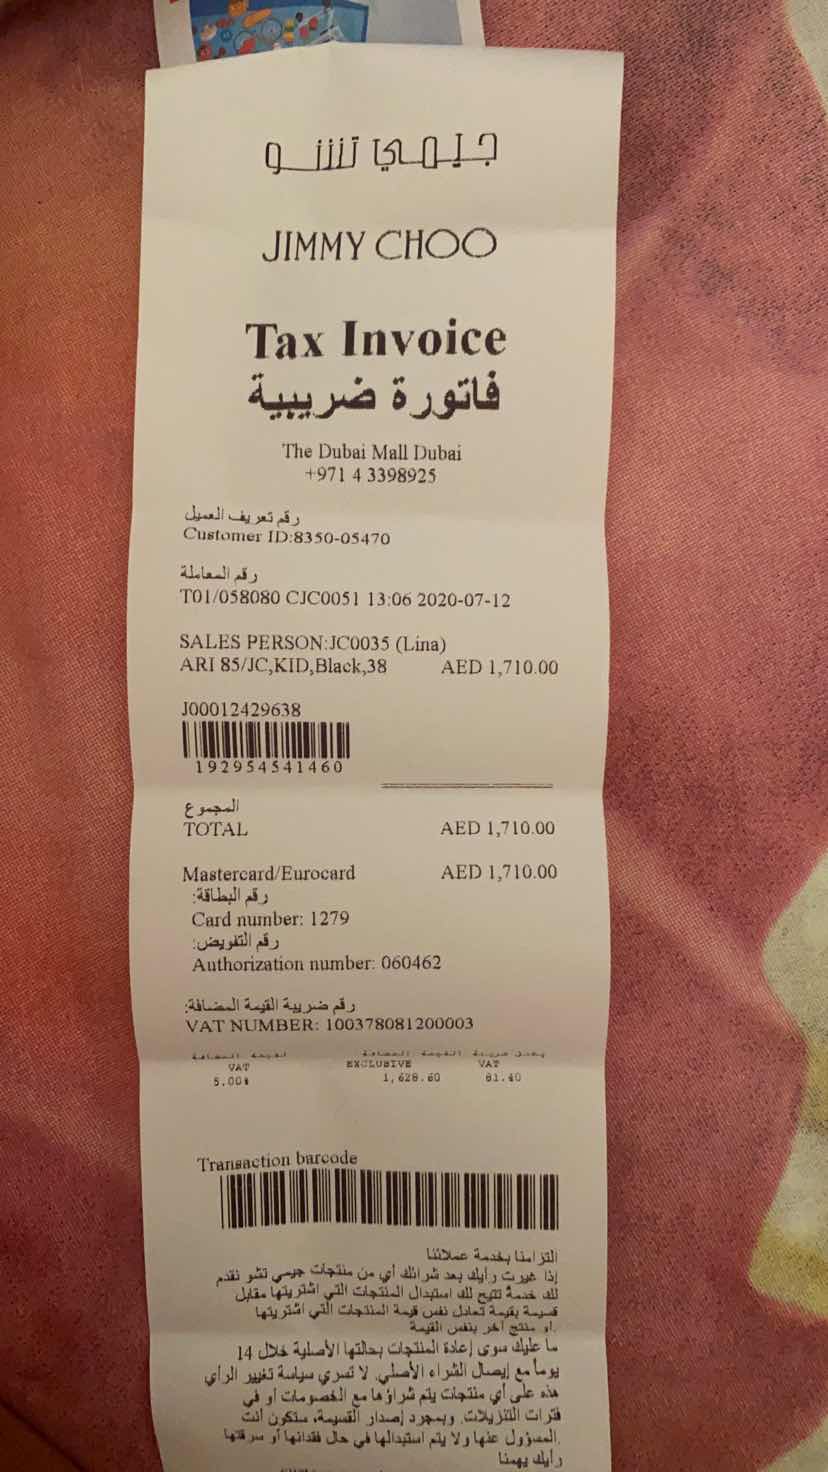 جيمي تشو
JIMMY CHOO
Tax Invoice
فاتورة ضريبية
The Dubai Mall Dubai
+971 4 3398925
رقم تعريف العميل
Customer ID:8350-05470
رقم المعاملة
T01/058080 CJC0051 13:06 2020-07-12
SALES PERSON:JC0035 (Lina)
ARI 85/JC,KID,Black,38 AED 1,710.00
J00012429638
192954541460
المجموع
TOTAL AED 1,710.00
Mastercard/Eurocard AED 1,710.00
رقم البطاقة:
Card number: 1279
رقم التفويض:
Authorization number: 060462
رقم ضريبة القيمة المضافة:
VAT NUMBER: 100378081200003
VAT EXCLUSIVE VAT
5.00% 1,628.60 81.40
Transaction barcode
التزامنا بخدمة عملائنا
إذا غيرت رأيك بعد شرائك أي من منتجات جيمي تشو نقدم
لك خدمة تتيح لك استبدال المنتجات التي اشتريتها مقابل
قسيمة بقيمة تعادل نفس قيمة المنتجات التي اشتريتها
او منتج آخر بنفس القيمة.
ما عليك سوى إعادة المنتجات بحالتها الأصلية خلال 14
يوماً مع إيصال الشراء الأصلي. لا تسري سياسة تغيير الرأي
هذه على أي منتجات يتم شراؤها مع الخصومات أو في
فترات التنزيلات. وبمجرد إصدار القسيمة، ستكون أنت
المسؤول عنها ولا يتم استبدالها في حال فقدانها أو سرقتها.
رأيك يهمنا